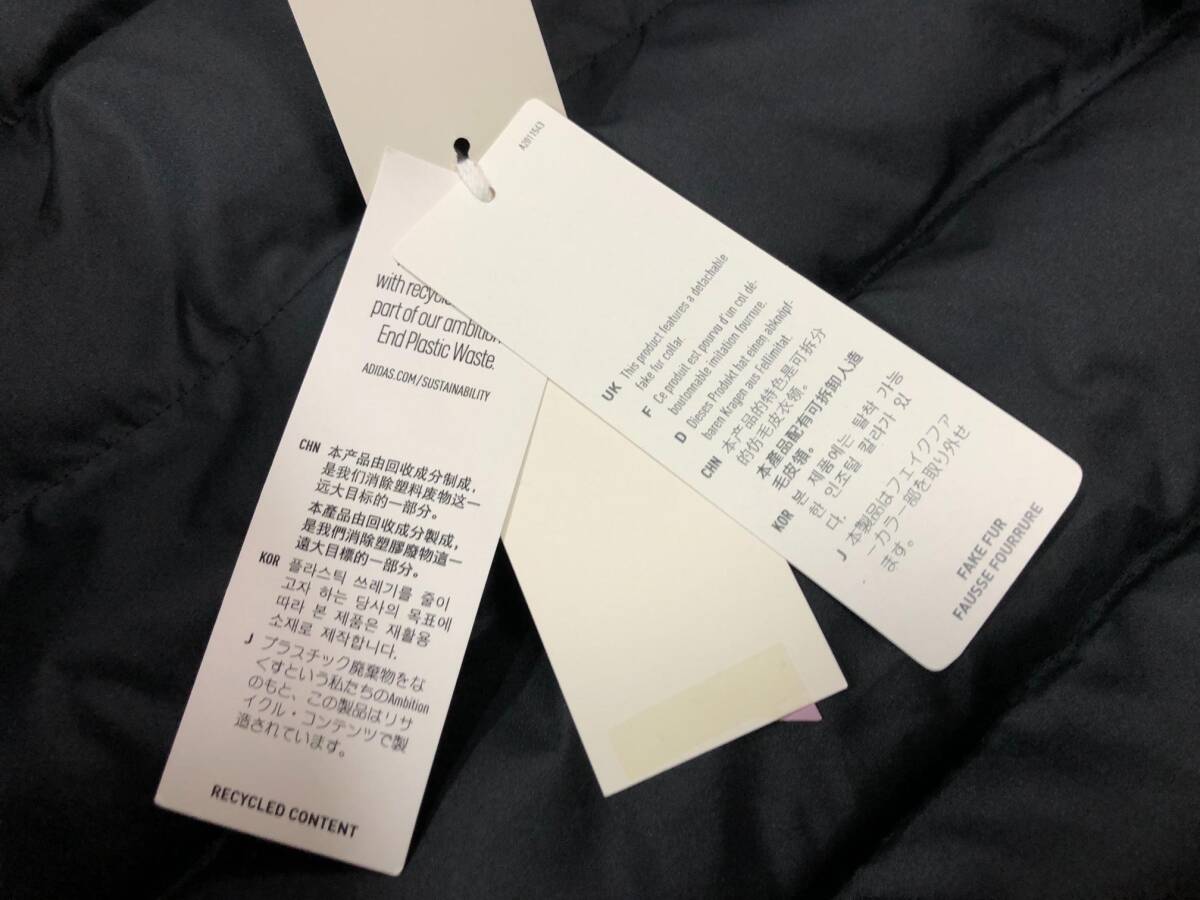 with recycle
part of our ambition
End Plastic Waste.
ADIDAS.COM/SUSTAINABILITY
CHN 本产品由回收成分制成,
是我们消除塑料废物这一
远大目标的一部分。
本產品由回收成分製成,
是我們消除塑膠廢物這一
遠大目標的一部分。
KOR 플라스틱 쓰레기를 줄이
고자 하는 당사의 목표에
따라 본 제품은 재활용
소재로 제작합니다.
J プラスチック廃棄物をな
くすという私たちのAmbition
のもと、この製品はリサ
イクル・コンテンツで製
造されています。
RECYCLED CONTENT
A2011543
UK This product features a detachable
fake fur collar.
F Ce produit est pourvu d'un col dé-
boutonnable imitation fourrure.
D Dieses Produkt hat einen abknöpf-
baren Kragen aus Fellimitat.
CHN 本产品的特色是可拆分
的仿毛皮衣领。
本產品配有可拆卸人造
毛皮領。
KOR 본 제품에는 탈착 가능
한 인조털 칼라가 있
다.
J 本製品はフェイクファ
ーカラー部を取り外せ
ます。
FAKE FUR
FAUSSE FOURRURE